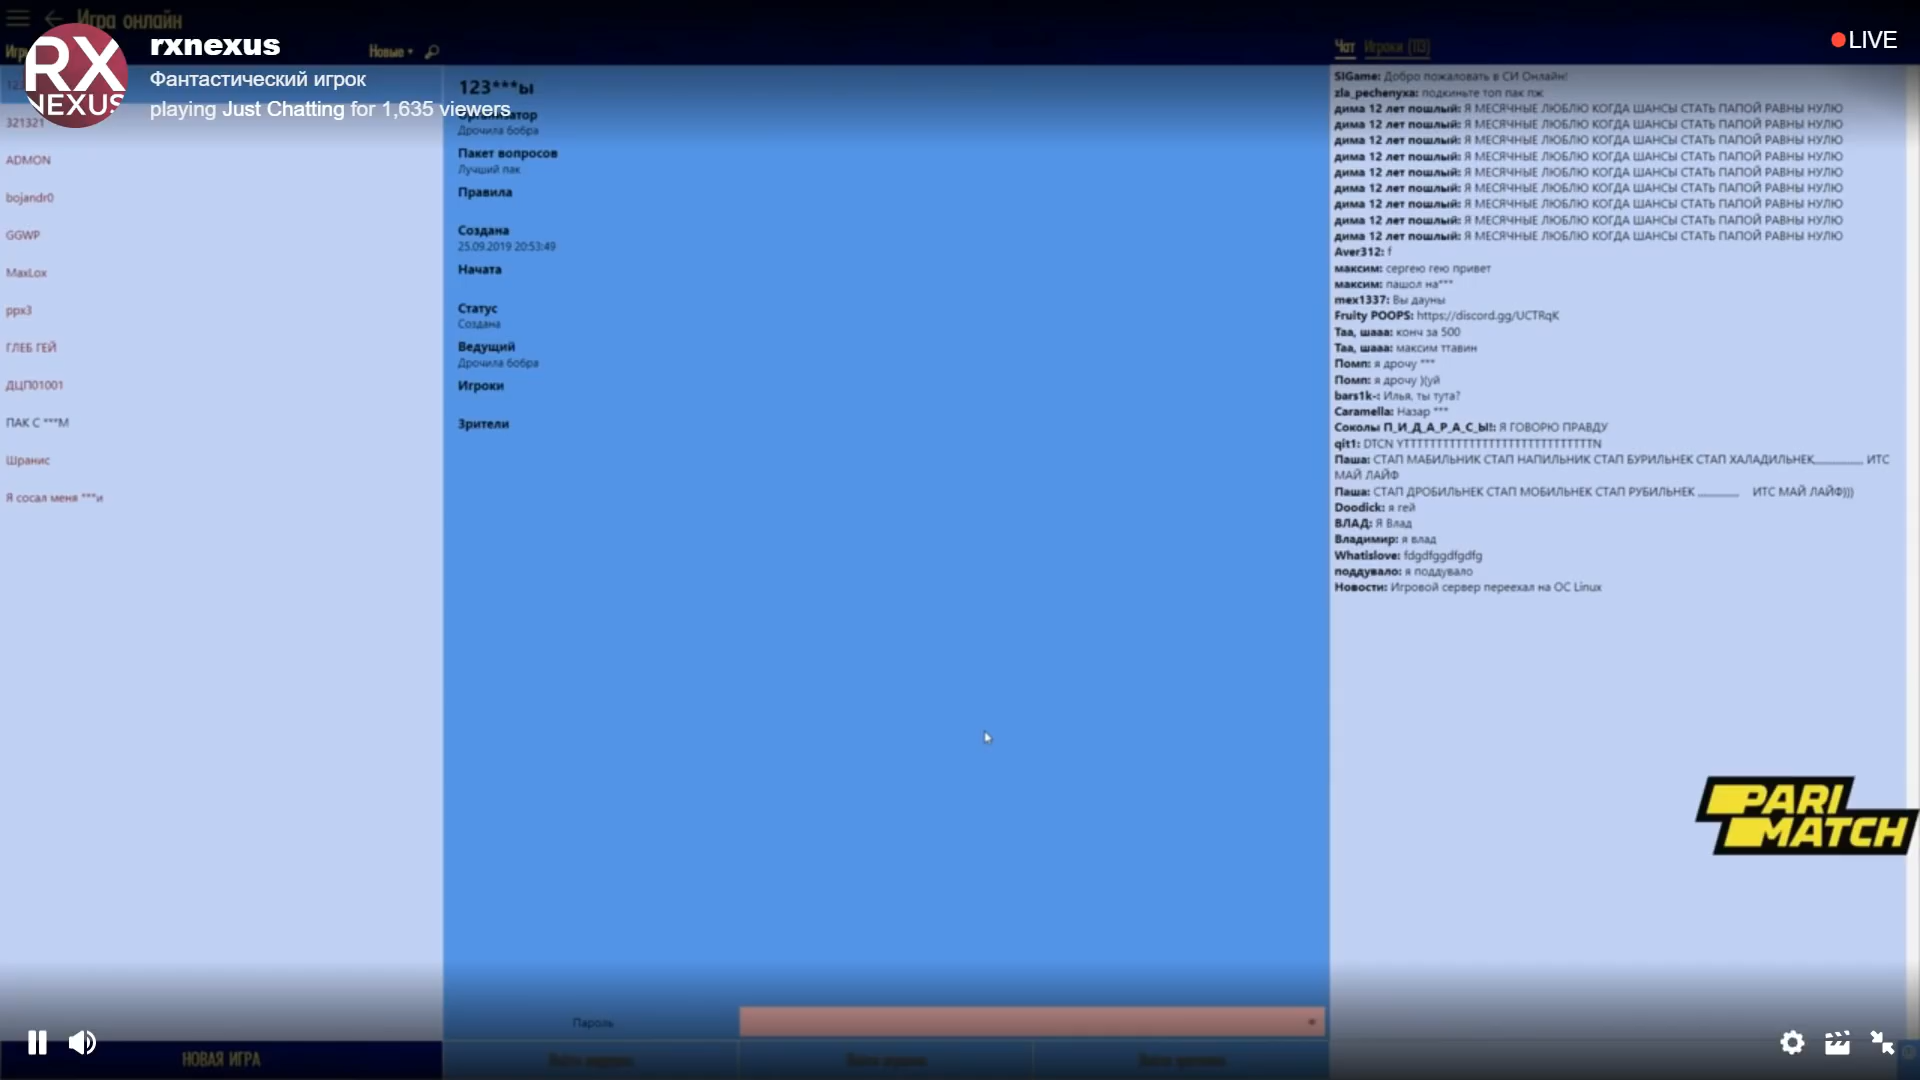 Игра онлайн
rxnexus
LIVE
Новые
Чат Игроки (113)
RX
NEXUS
Фантастический игрок
playing Just Chatting for 1,635 viewers
321321
ADMON
bojandr0
GGWP
MaxLox
ppx3
ГЛЕБ ГЕЙ
ДЦП01001
ПАК С ***М
Шранис
Я сосал меня ***и
123***ы
Организатор
Дрочила бобра
Пакет вопросов
Лучший пак
Правила
Создана
25.09.2019 20:53:49
Начата
Статус
Создана
Ведущий
Дрочила бобра
Игроки
Зрители
SIGame: Добро пожаловать в СИ Онлайн!
zla_pechenyxa: подкиньте топ пак пж
дима 12 лет пошлый: Я МЕСЯЧНЫЕ ЛЮБЛЮ КОГДА ШАНСЫ СТАТЬ ПАПОЙ РАВНЫ НУЛЮ
дима 12 лет пошлый: Я МЕСЯЧНЫЕ ЛЮБЛЮ КОГДА ШАНСЫ СТАТЬ ПАПОЙ РАВНЫ НУЛЮ
дима 12 лет пошлый: Я МЕСЯЧНЫЕ ЛЮБЛЮ КОГДА ШАНСЫ СТАТЬ ПАПОЙ РАВНЫ НУЛЮ
дима 12 лет пошлый: Я МЕСЯЧНЫЕ ЛЮБЛЮ КОГДА ШАНСЫ СТАТЬ ПАПОЙ РАВНЫ НУЛЮ
дима 12 лет пошлый: Я МЕСЯЧНЫЕ ЛЮБЛЮ КОГДА ШАНСЫ СТАТЬ ПАПОЙ РАВНЫ НУЛЮ
дима 12 лет пошлый: Я МЕСЯЧНЫЕ ЛЮБЛЮ КОГДА ШАНСЫ СТАТЬ ПАПОЙ РАВНЫ НУЛЮ
дима 12 лет пошлый: Я МЕСЯЧНЫЕ ЛЮБЛЮ КОГДА ШАНСЫ СТАТЬ ПАПОЙ РАВНЫ НУЛЮ
дима 12 лет пошлый: Я МЕСЯЧНЫЕ ЛЮБЛЮ КОГДА ШАНСЫ СТАТЬ ПАПОЙ РАВНЫ НУЛЮ
дима 12 лет пошлый: Я МЕСЯЧНЫЕ ЛЮБЛЮ КОГДА ШАНСЫ СТАТЬ ПАПОЙ РАВНЫ НУЛЮ
Aver312: f
максим: сергею гею привет
максим: пашол на***
mex1337: Вы дауны
Fruity POOPS: https://discord.gg/UCTRqK
Таа, шааа: конч за 500
Таа, шааа: максим ттавин
Помп: я дрочу ***
Помп: я дрочу )(уй
bars1k-: Илья, ты тута?
Caramella: Назар ***
Соколы П_И_Д_А_Р_А_С_Ы!: Я ГОВОРЮ ПРАВДУ
qit1: DTCN YTTTTTTTTTTTTTTTTTTTTTTTTTTTTN
Паша: СТАП МАБИЛЬНИК СТАП НАПИЛЬНИК СТАП БУРИЛЬНЕК СТАП ХАЛАДИЛЬНЕК,,,,,,,,,,,,,,,,, ИТС
МАЙ ЛАЙФ
Паша: СТАП ДРОБИЛЬНЕК СТАП МОБИЛЬНЕК СТАП РУБИЛЬНЕК ,,,,,,,,,,,,,, ИТС МАЙ ЛАЙФ)))
Doodick: я гей
ВЛАД: Я Влад
Владимир: я влад
Whatislove: fdgdfggdfgdfg
поддувало: я поддувало
Новости: Игровой сервер переехал на ОС Linux
PARI
MATCH
Пароль
НОВАЯ ИГРА